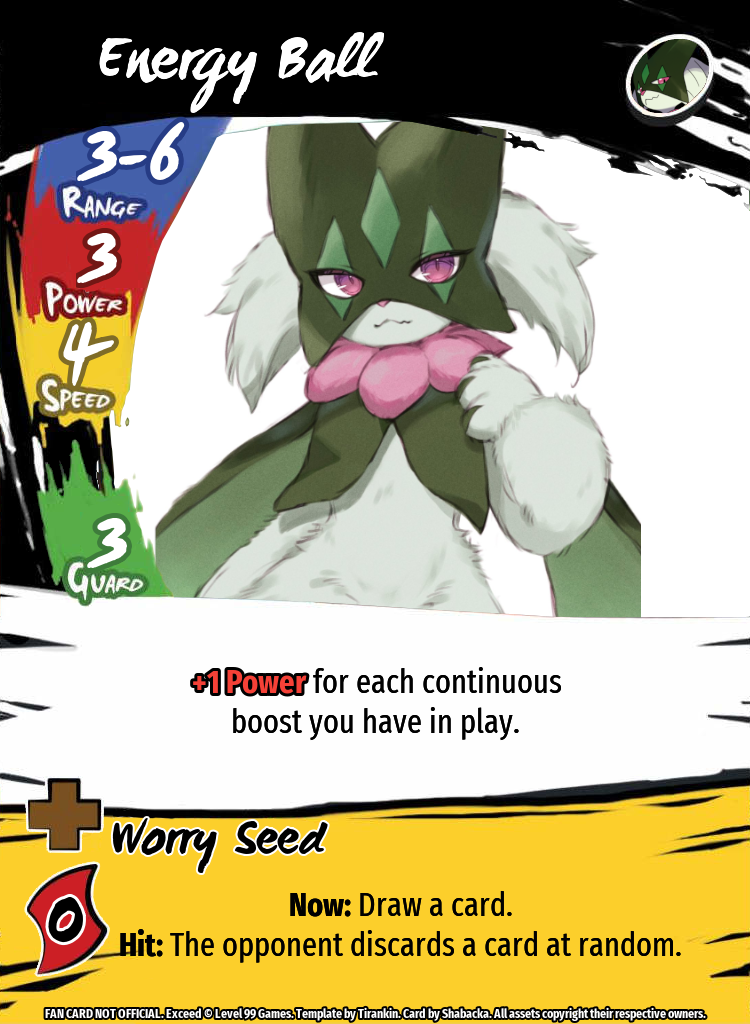 Energy Ball
3-6
RANGE
3
POWER
4
SPEED
3
GUARD
+1 Power for each continuous
boost you have in play.
Worry Seed
0
Now: Draw a card.
Hit: The opponent discards a card at random.
FAN CARD NOT OFFICIAL. Exceed © Level 99 Games. Template by Tirankin. Card by Shabacka. All assets copyright their respective owners.